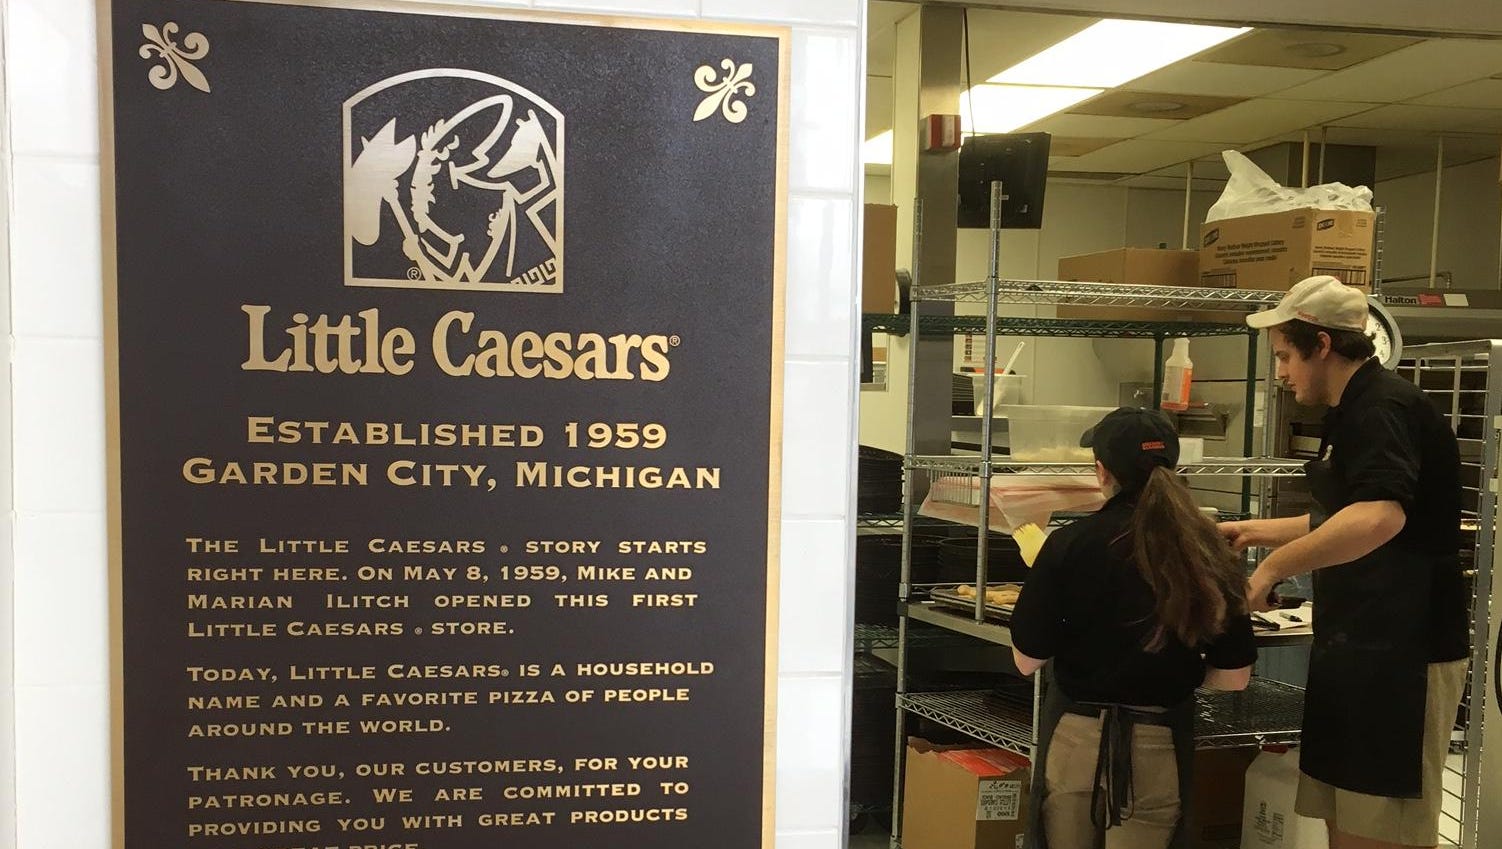 ®
Little Caesars®
ESTABLISHED 1959
GARDEN CITY, MICHIGAN
THE LITTLE CAESARS ® STORY STARTS
RIGHT HERE. ON MAY 8, 1959, MIKE AND
MARIAN ILITCH OPENED THIS FIRST
LITTLE CAESARS ® STORE.
TODAY, LITTLE CAESARS® IS A HOUSEHOLD
NAME AND A FAVORITE PIZZA OF PEOPLE
AROUND THE WORLD.
THANK YOU, OUR CUSTOMERS, FOR YOUR
PATRONAGE. WE ARE COMMITTED TO
PROVIDING YOU WITH GREAT PRODUCTS
PRICE
Halton